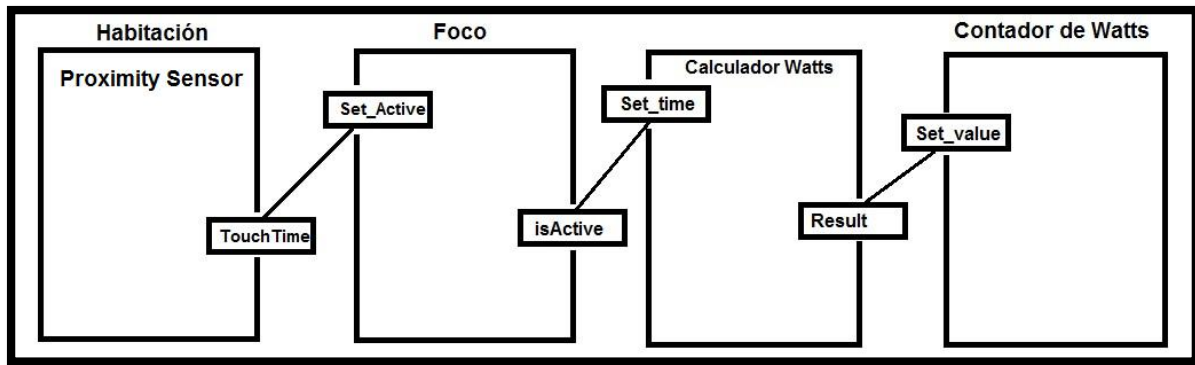 Habitación
Proximity Sensor
TouchTime
Foco
Set_Active
isActive
Calculador Watts
Set_time
Result
Contador de Watts
Set_value